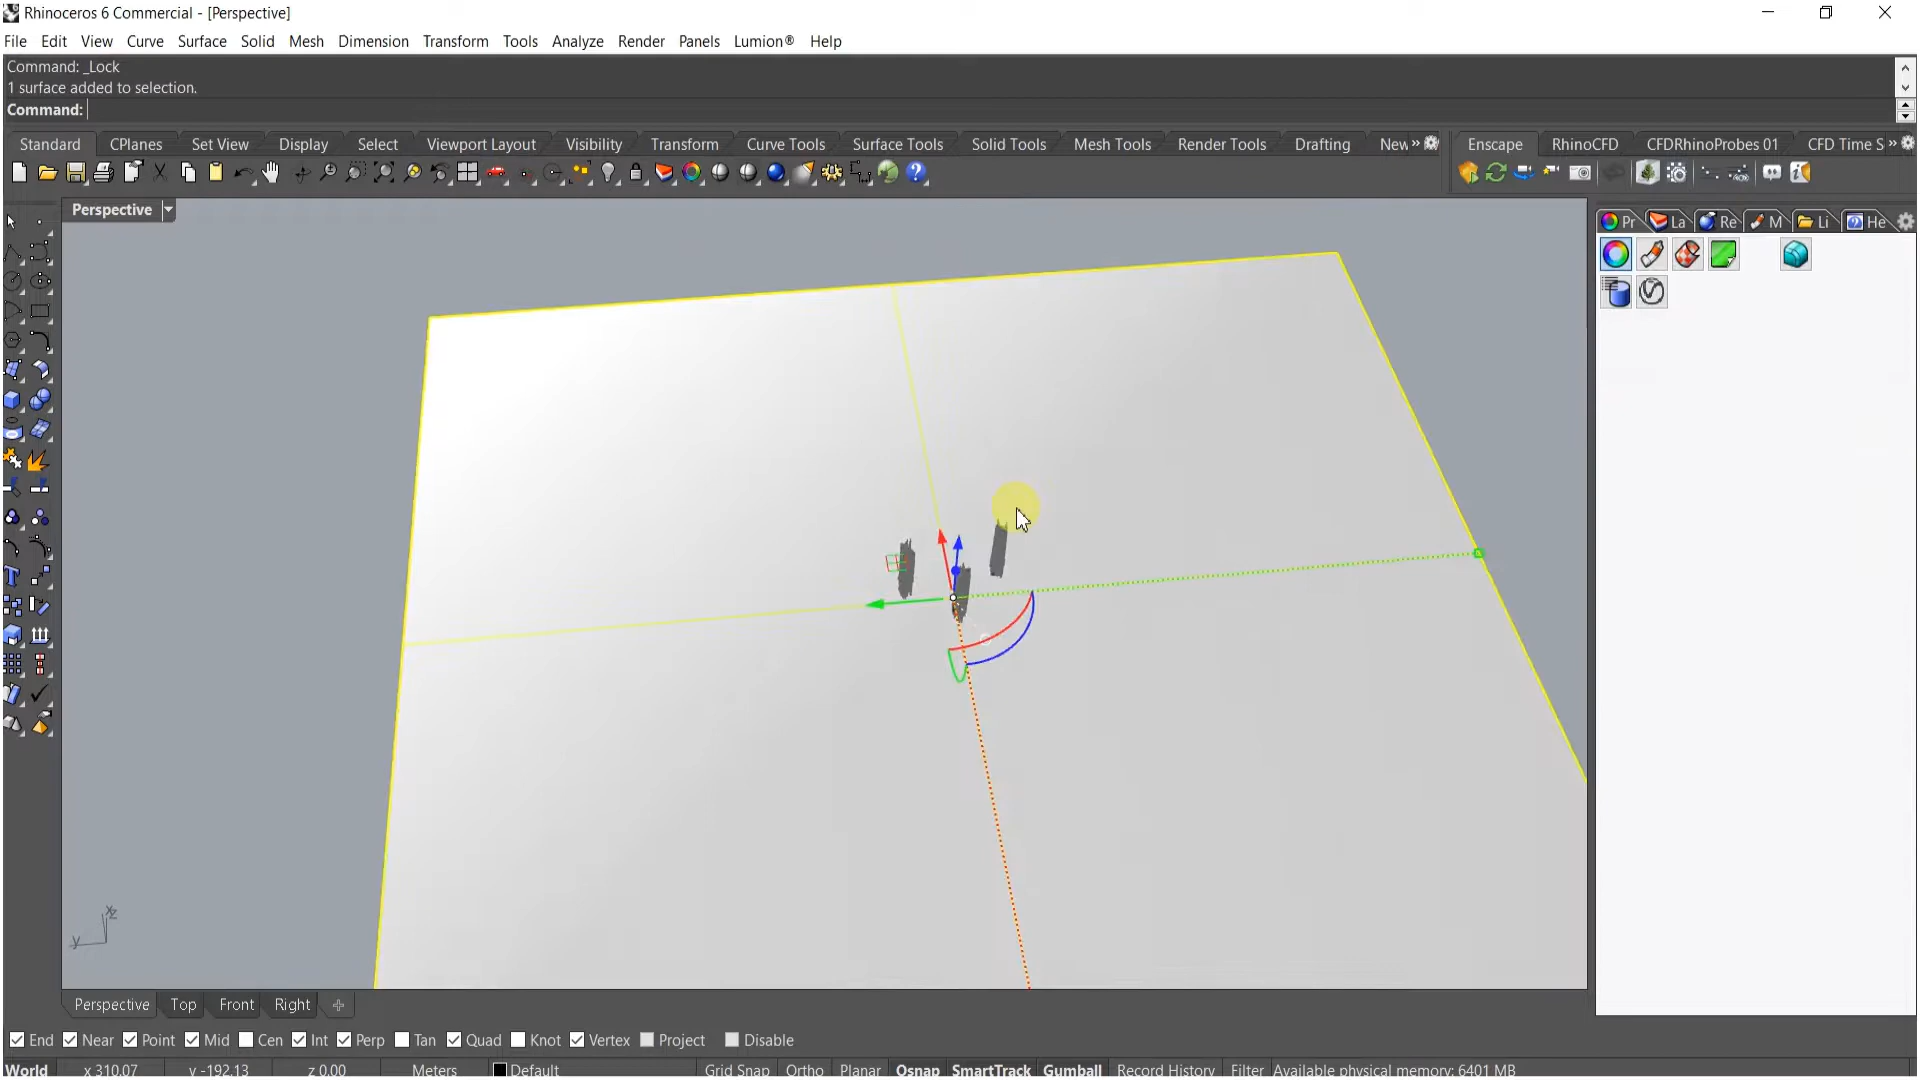 Rhinoceros 6 Commercial - [Perspective]
File Edit View Curve Surface Solid Mesh Dimension Transform Tools Analyze Render Panels Lumion® Help
Command: _Lock
1 surface added to selection.
Command:
Standard CPlanes Set View Display Select Viewport Layout Visibility Transform Curve Tools Surface Tools Solid Tools Mesh Tools Render Tools Drafting New » Enscape RhinoCFD CFDRhinoProbes 01 CFD Time S »
Perspective
Pr La Re M Li He
x z
y
Perspective Top Front Right
End Near Point Mid Cen Int Perp Tan Quad Knot Vertex Project Disable
World x 310.07 y -192.13 z 0.00 Meters Default Grid Snap Ortho Planar Osnap SmartTrack Gumball Record History Filter Available physical memory: 6401 MB